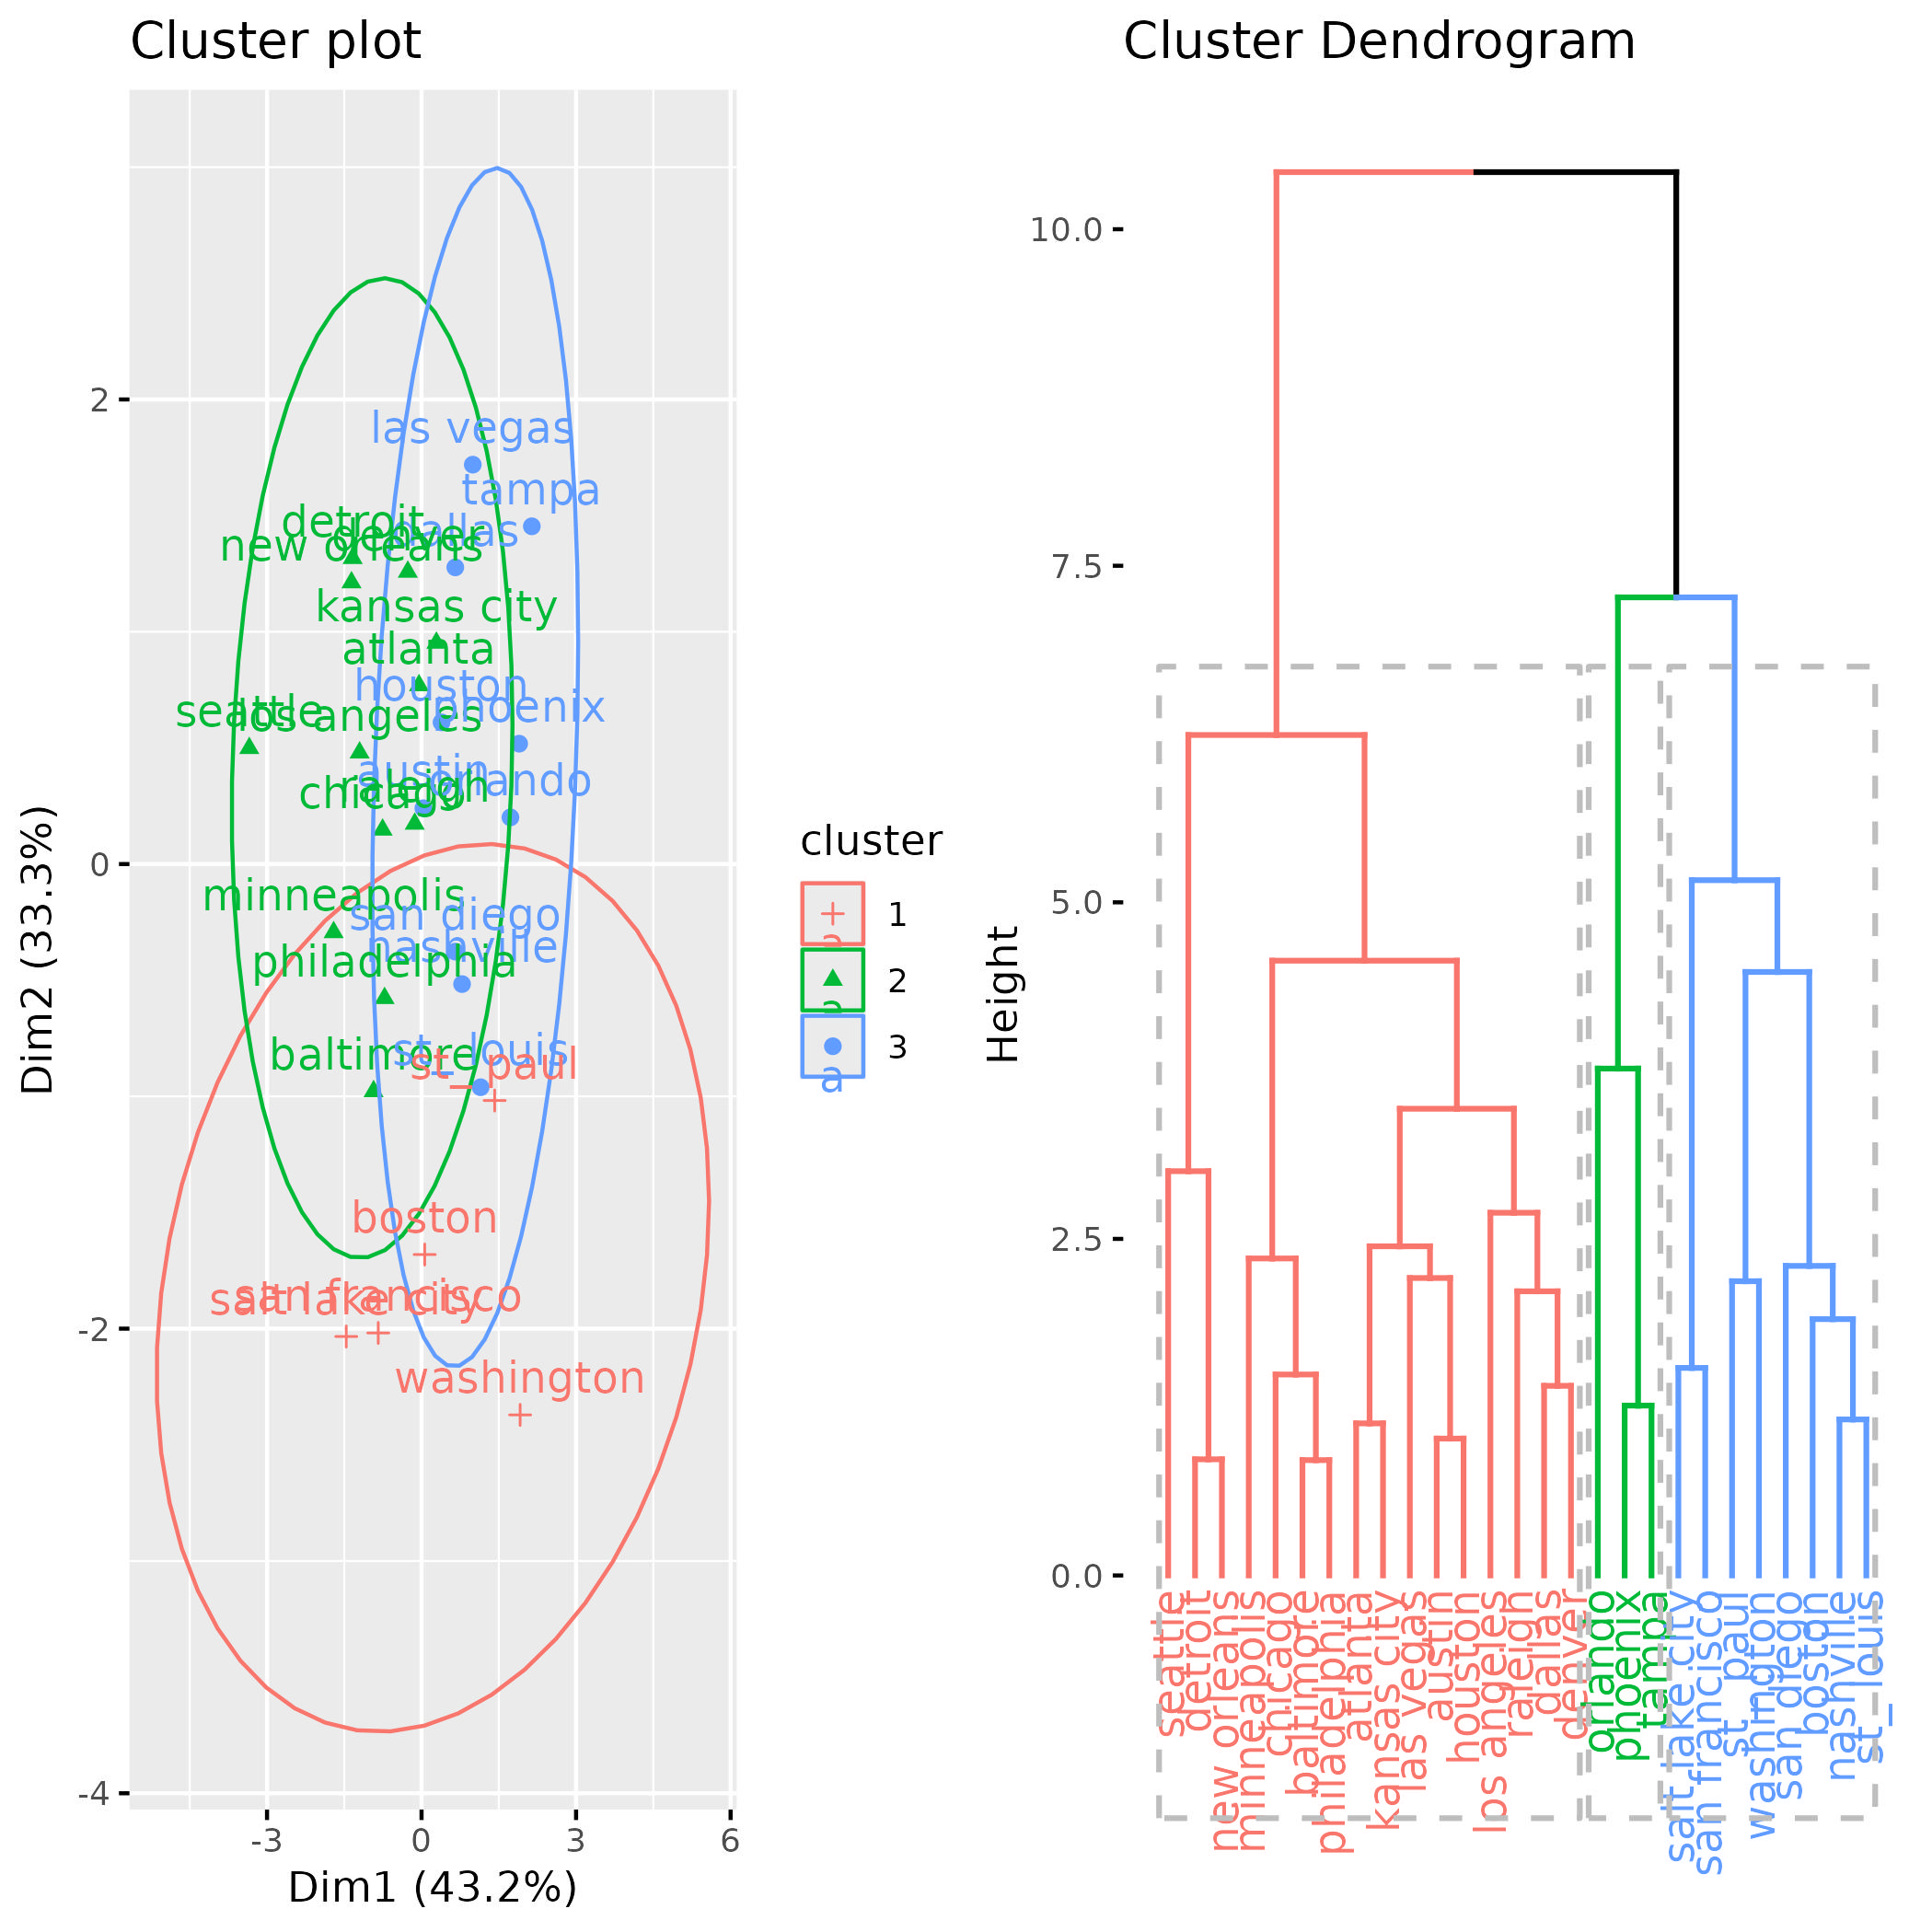 Cluster plot
Dim2 (33.3%)
2
0
-2
-4
las vegas
tampa
detroit
dallas
denver
new orleans
kansas city
atlanta
houston
phoenix
seattle
los angeles
austin
orlando
raleigh
chicago
minneapolis
san diego
nashville
philadelphia
baltimore
st_louis
st_paul
boston
san francisco
salt lake city
washington
-3
0
3
6
Dim1 (43.2%)
cluster
a
1
a
2
a
3
Cluster Dendrogram
Height
10.0
7.5
5.0
2.5
0.0
seattle
detroit
new orleans
minneapolis
chicago
baltimore
philadelphia
atlanta
kansas city
las vegas
austin
houston
los angeles
raleigh
dallas
denver
orlando
phoenix
tampa
salt lake city
san francisco
st_paul
washington
san diego
boston
nashville
st_louis